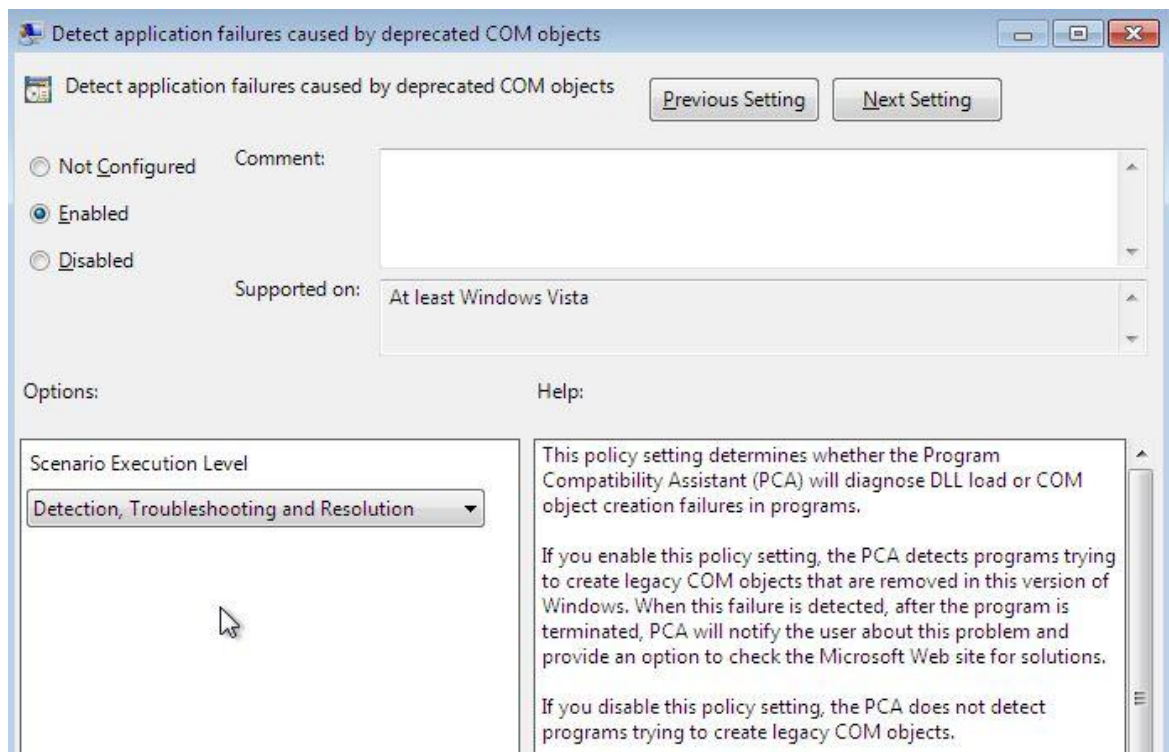 Detect application failures caused by deprecated COM objects
Detect application failures caused by deprecated COM objects
Previous Setting
Next Setting
Not Configured
Comment:
Enabled
Disabled
Supported on:
At least Windows Vista
Options:
Help:
Scenario Execution Level
Detection, Troubleshooting and Resolution
This policy setting determines whether the Program
Compatibility Assistant (PCA) will diagnose DLL load or COM
object creation failures in programs.
If you enable this policy setting, the PCA detects programs trying
to create legacy COM objects that are removed in this version of
Windows. When this failure is detected, after the program is
terminated, PCA will notify the user about this problem and
provide an option to check the Microsoft Web site for solutions.
If you disable this policy setting, the PCA does not detect
programs trying to create legacy COM objects.